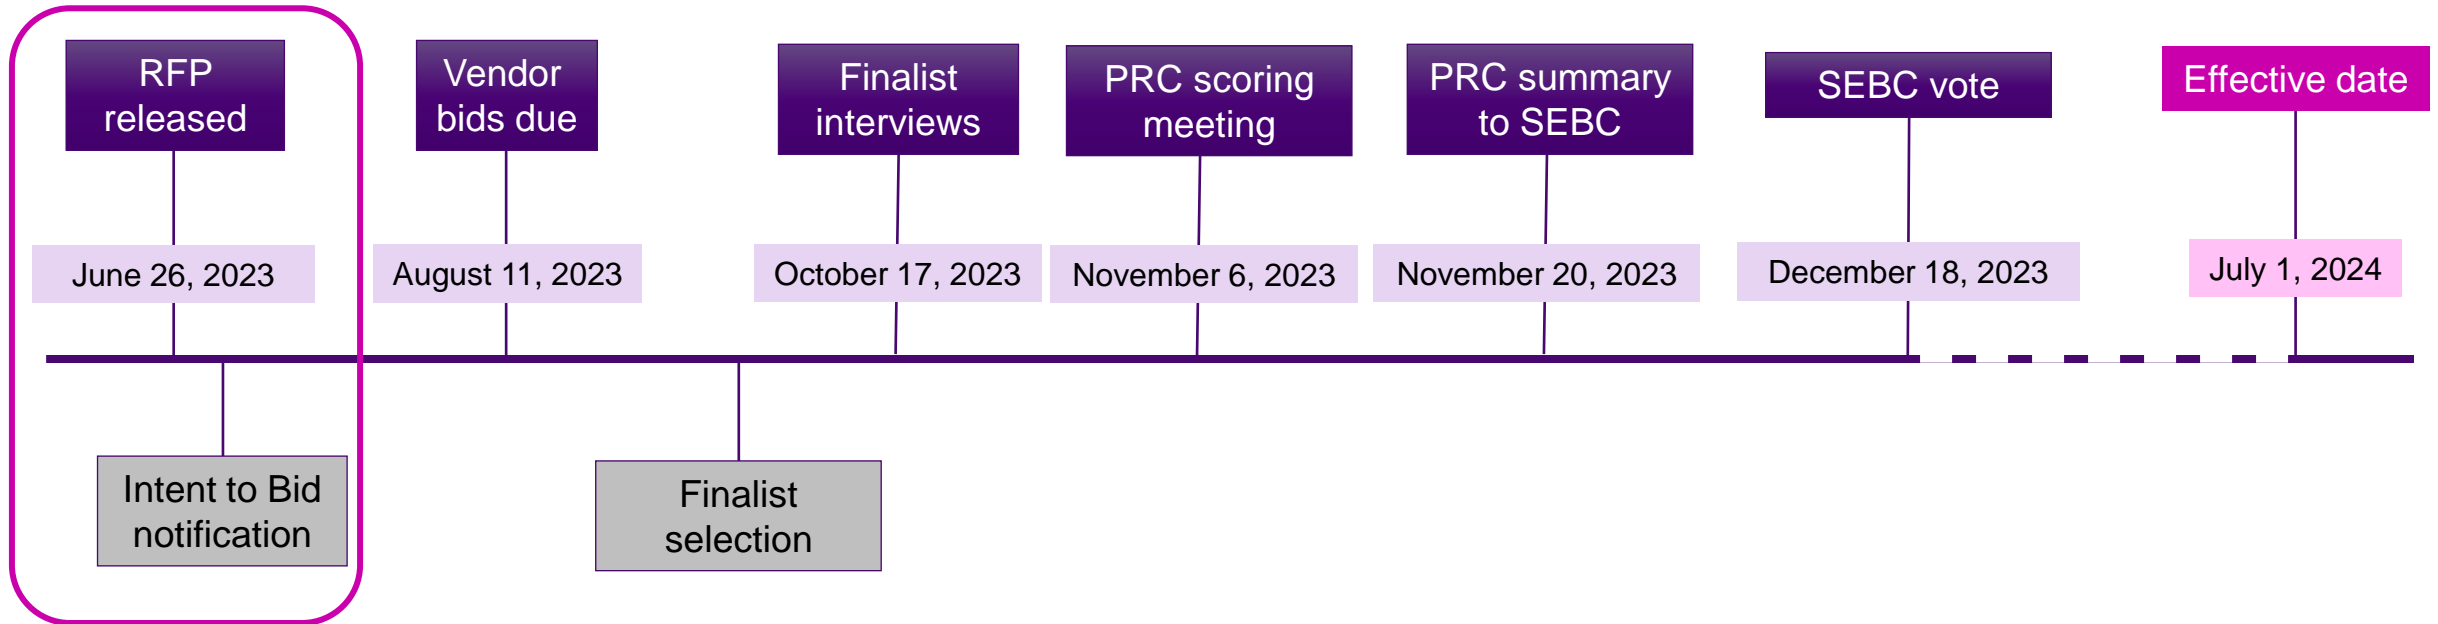 RFP
released
Vendor
bids due
Finalist
interviews
PRC scoring
meeting
PRC summary
to SEBC
SEBC vote
Effective date
June 26, 2023
August 11, 2023
October 17, 2023
November 6, 2023
November 20, 2023
December 18, 2023
July 1, 2024
Intent to Bid
notification
Finalist
selection